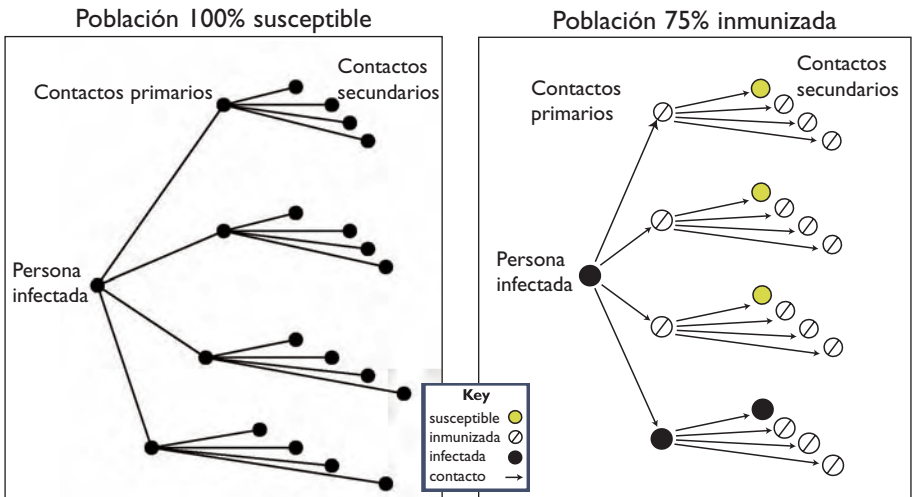 Población 100% susceptible
Contactos primarios
Contactos
secundarios
Persona
infectada
Población 75% inmunizada
Contactos
primarios
Contactos
secundarios
Persona
infectada
Key
susceptible
inmunizada
infectada
contacto